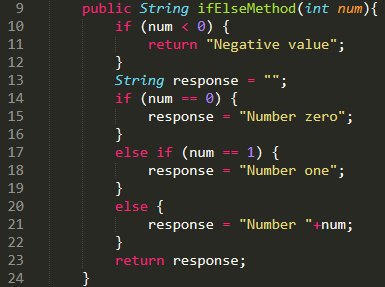 9 public String ifElseMethod(int num){
10 if (num < 0) {
11 return "Negative value";
12 }
13 String response = "";
14 if (num == 0) {
15 response = "Number zero";
16 }
17 else if (num == 1) {
18 response = "Number one";
19 }
20 else {
21 response = "Number "+num;
22 }
23 return response;
24 }